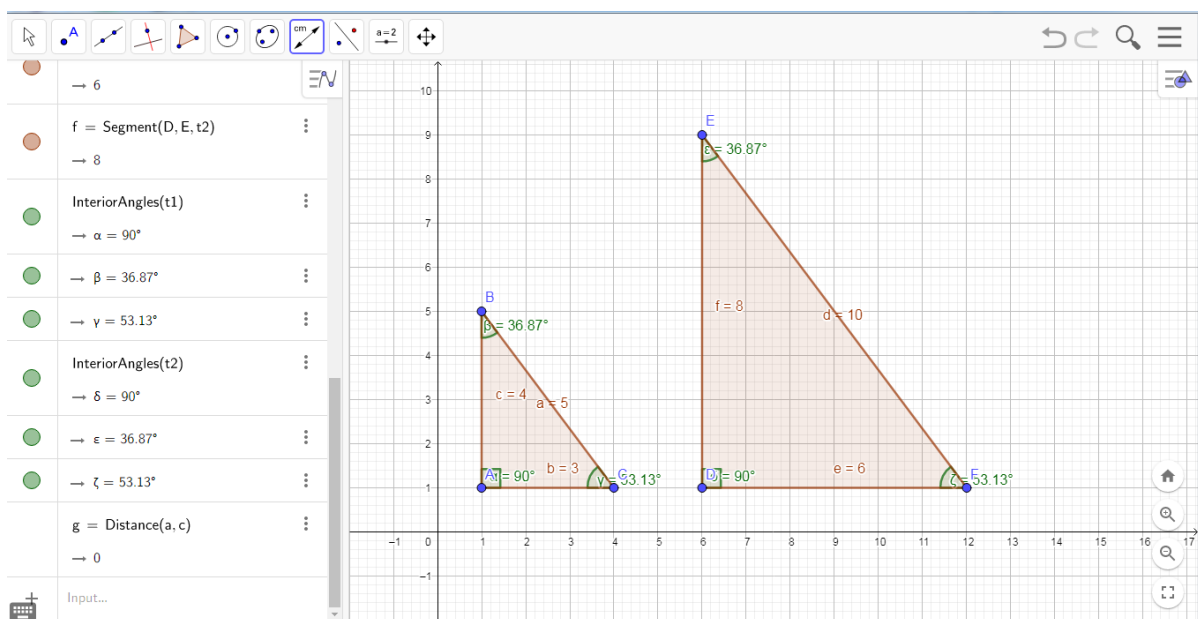 A
cm
a=2
→ 6
f = Segment(D, E, t2)
→ 8
InteriorAngles(t1)
→ α = 90°
→ β = 36.87°
→ γ = 53.13°
InteriorAngles(t2)
→ δ = 90°
→ ε = 36.87°
→ ζ = 53.13°
g = Distance(a, c)
→ 0
Input...
10
9
8
7
6
5
4
3
2
1
−1
−1 0 1 2 3 4 5 6 7 8 9 10 11 12 13 14 15 16 17
E
ε = 36.87°
f = 8
d = 10
B
β = 36.87°
c = 4
a = 5
b = 3
A
α = 90°
C
γ = 53.13°
D
δ = 90°
e = 6
F
ζ = 53.13°